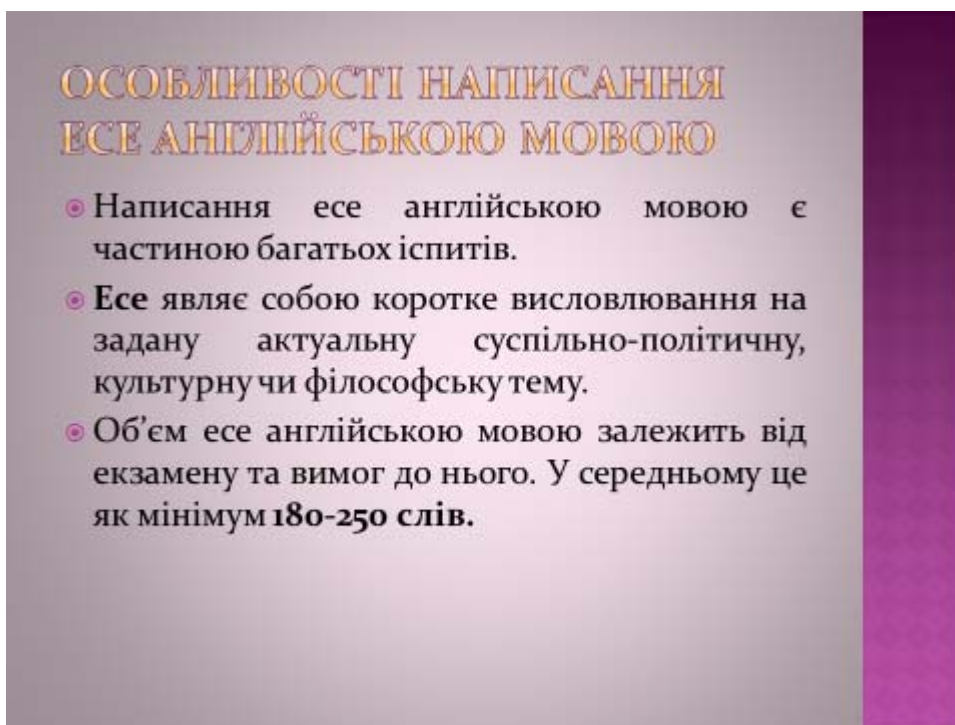 ОСОБЛИВОСТІ НАПИСАННЯ
ЕСЕ АНГЛІЙСЬКОЮ МОВОЮ
Написання есе англійською мовою є
частиною багатьох іспитів.
Есе являє собою коротке висловлювання на
задану актуальну суспільно-політичну,
культурну чи філософську тему.
Об’єм есе англійською мовою залежить від
екзамену та вимог до нього. У середньому це
як мінімум 180-250 слів.